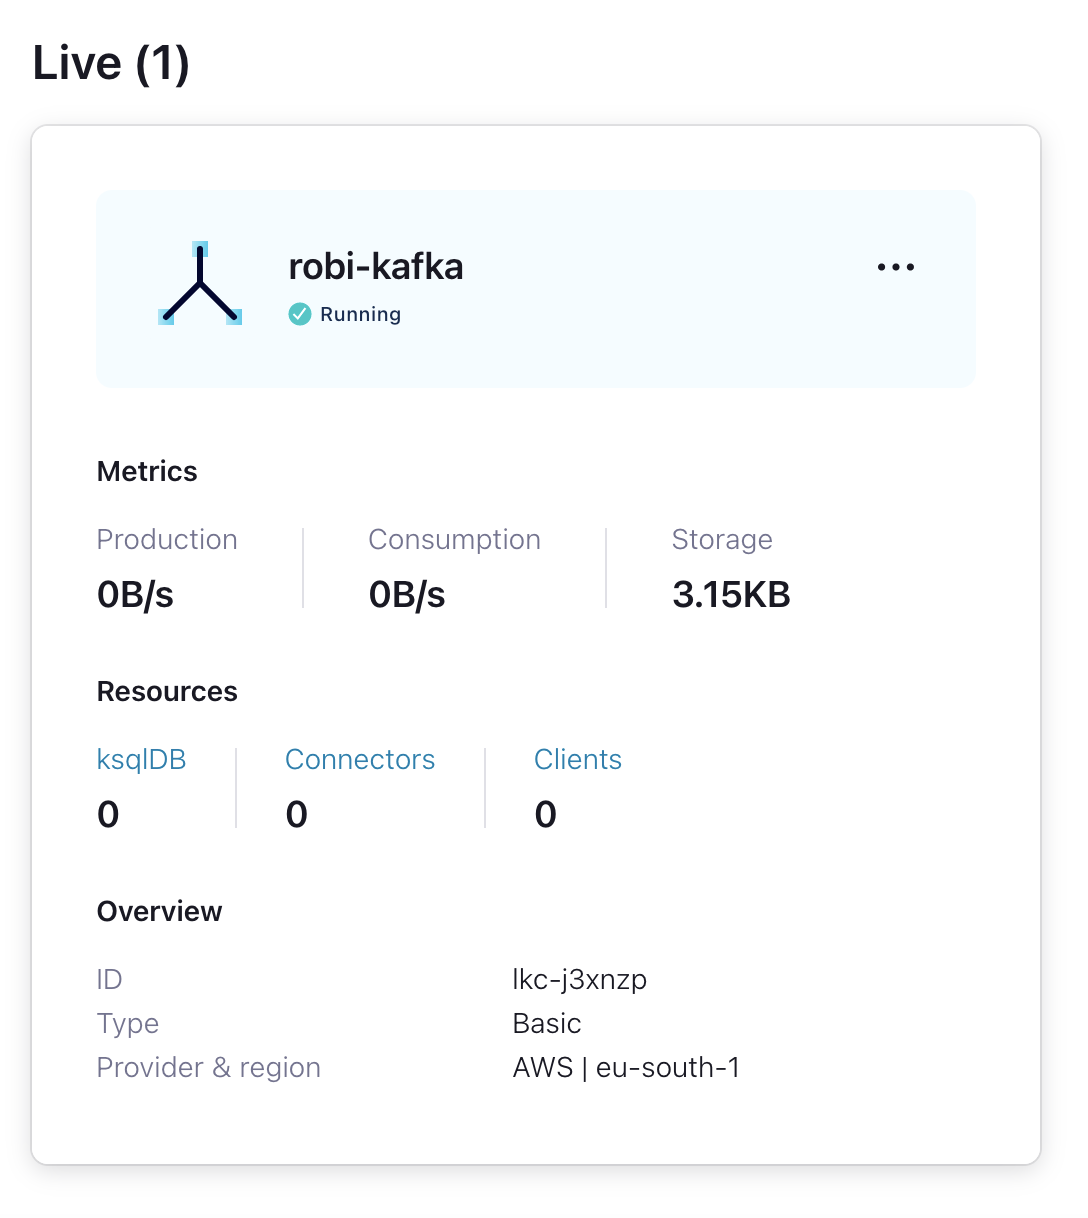 Live (1)
robi-kafka
Running
Metrics
Production Consumption Storage
0B/s 0B/s 3.15KB
Resources
ksqlDB Connectors Clients
0 0 0
Overview
ID lkc-j3xnzp
Type Basic
Provider & region AWS | eu-south-1